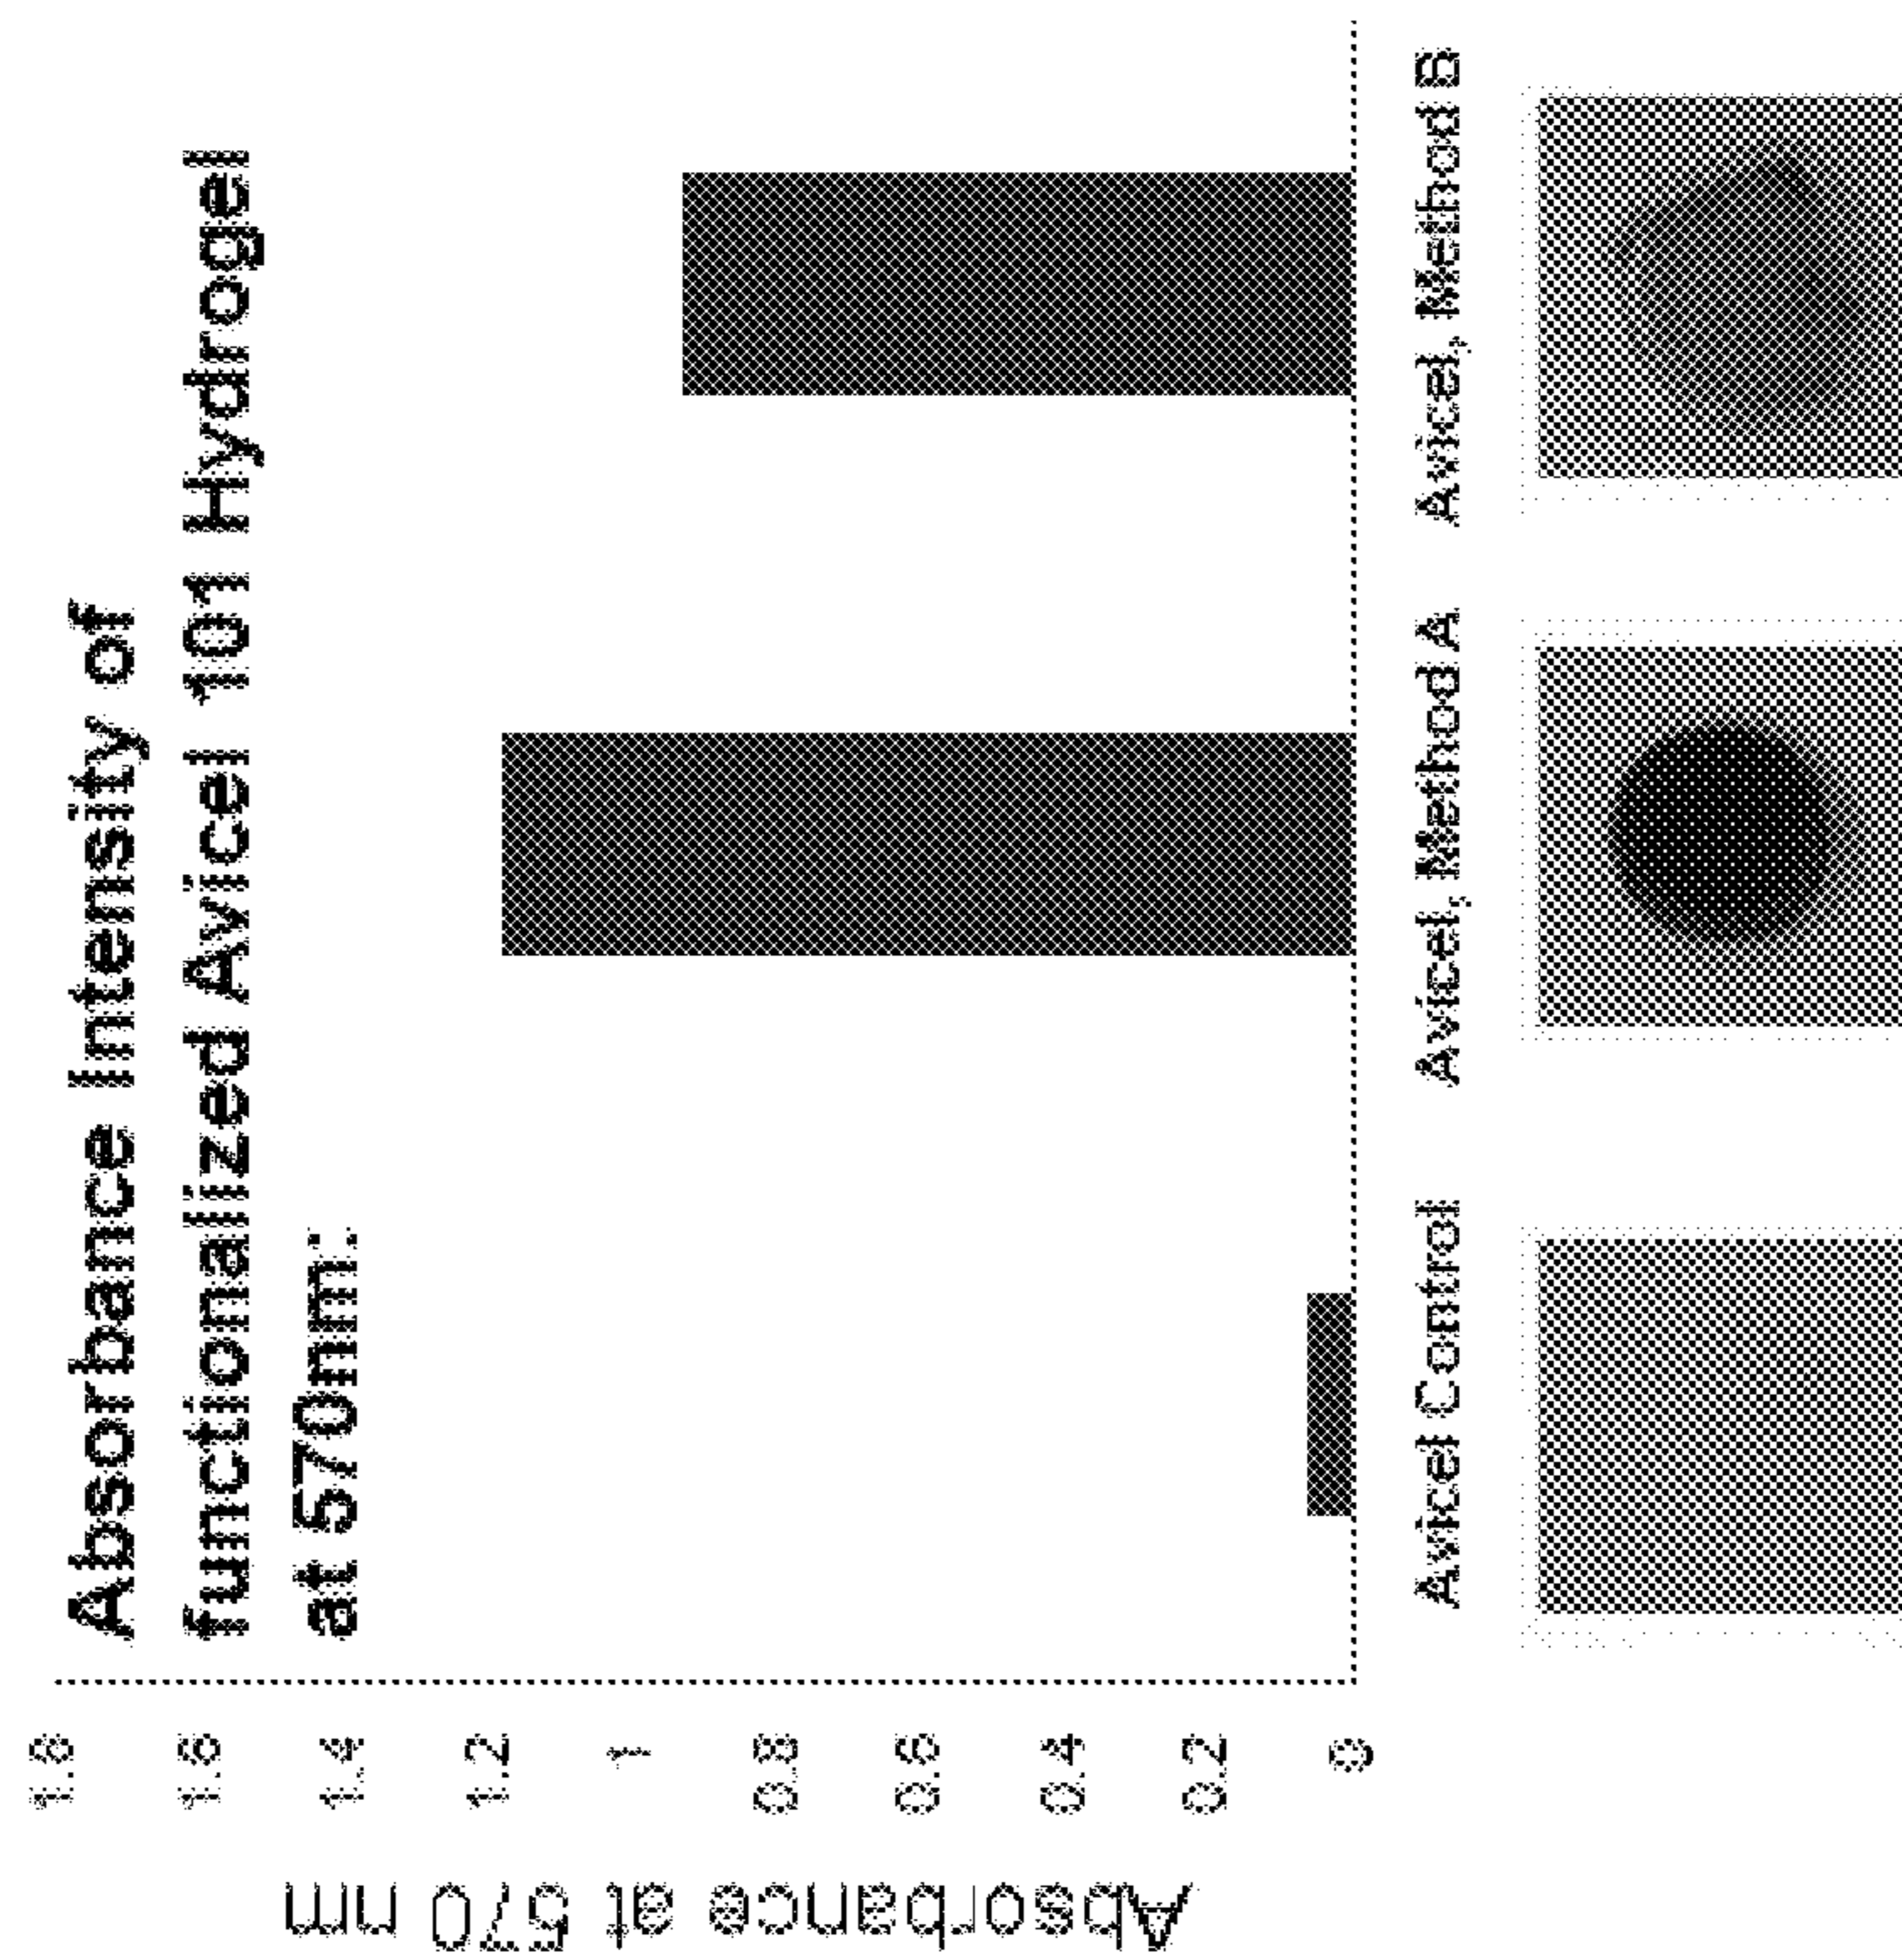 Absorbance Intensity of
functionalized Avicel 101 Hydrogel
at 570nm:
Absorbance at 570 nm
1.8
1.6
1.4
1.2
1
0.8
0.6
0.4
0.2
0
Avicel Control
Avicel, Method A
Avicel, Method B